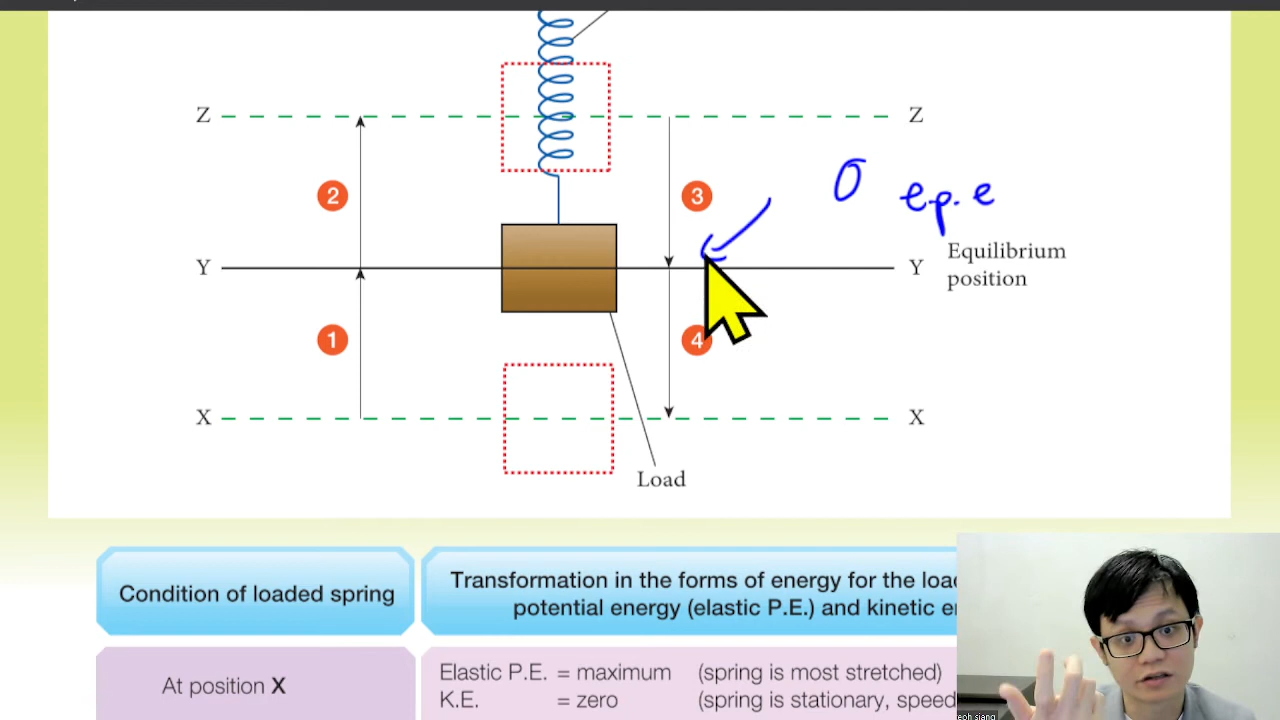 Z
Z
2
3
0 e.p.e
Y
Y
Equilibrium
position
1
4
X
X
Load
Condition of loaded spring
Transformation in the forms of energy for the
potential energy (elastic P.E.) and kinetic
At position X
Elastic P.E. = maximum (spring is most stretched)
K.E. = zero (spring is stationary, speed